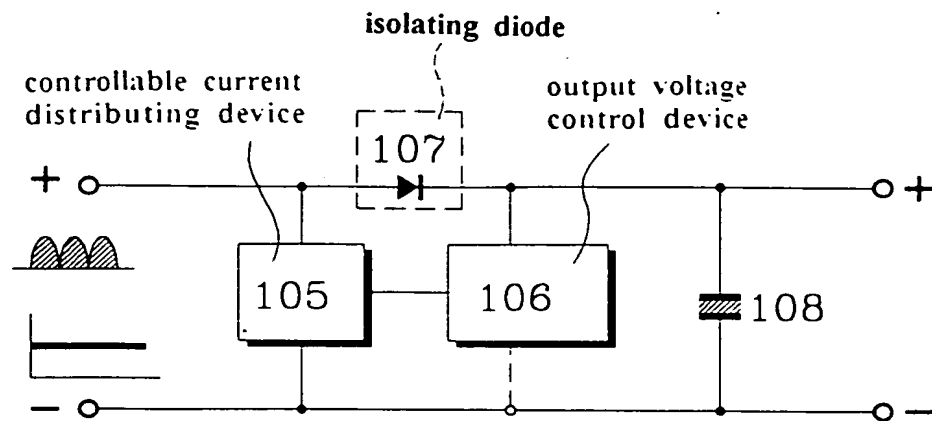 isolating diode
controllable current
distributing device
output voltage
control device
107
+
+
105
106
108
−
−